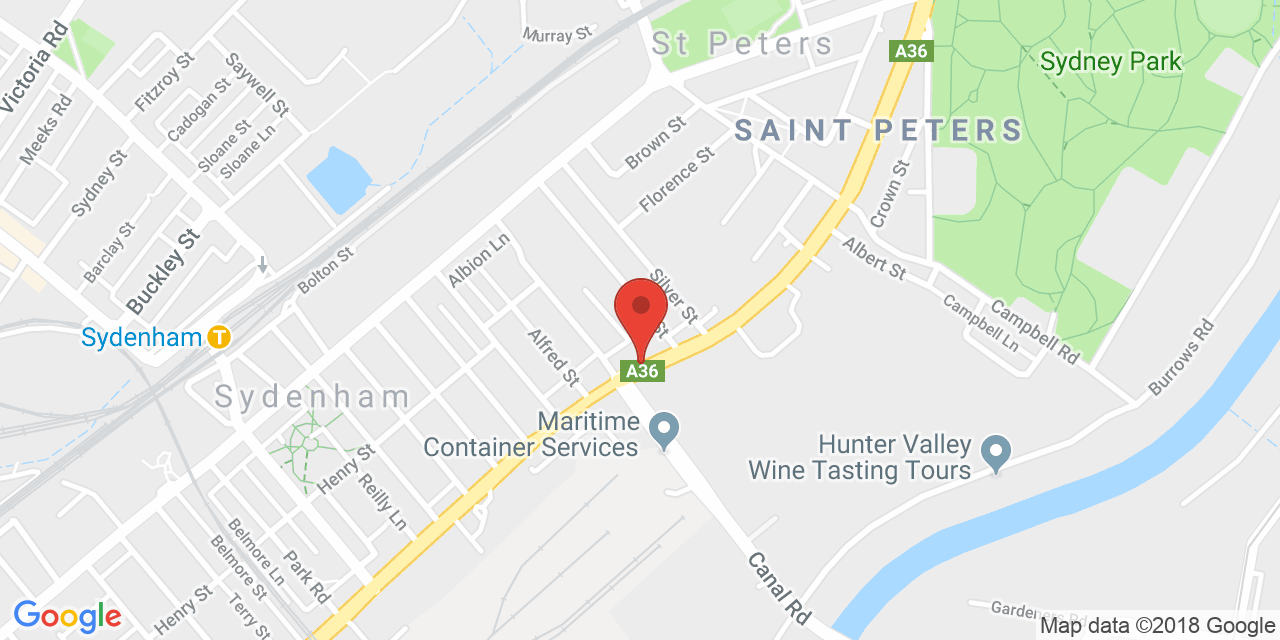 Victoria Rd
Murray St
St Peters
A36
Sydney Park
Fitzroy St
Saywell St
Cadogan St
Meeks Rd
Sloane St
Sloane Ln
SAINT PETERS
Brown St
Florence St
Sydney St
Crown St
Barclay St
Buckley St
Bolton St
Albion Ln
Albert St
Silver St
St
Campbell Ln
Campbell Rd
Sydenham
T
Alfred St
A36
Burrows Rd
Sydenham
Maritime
Container Services
Hunter Valley
Wine Tasting Tours
Henry St
Reilly Ln
Belmore Ln
Belmore St
Park Rd
Terry St
Henry St
Canal Rd
Gardeners Rd
Google
Map data ©2018 Google